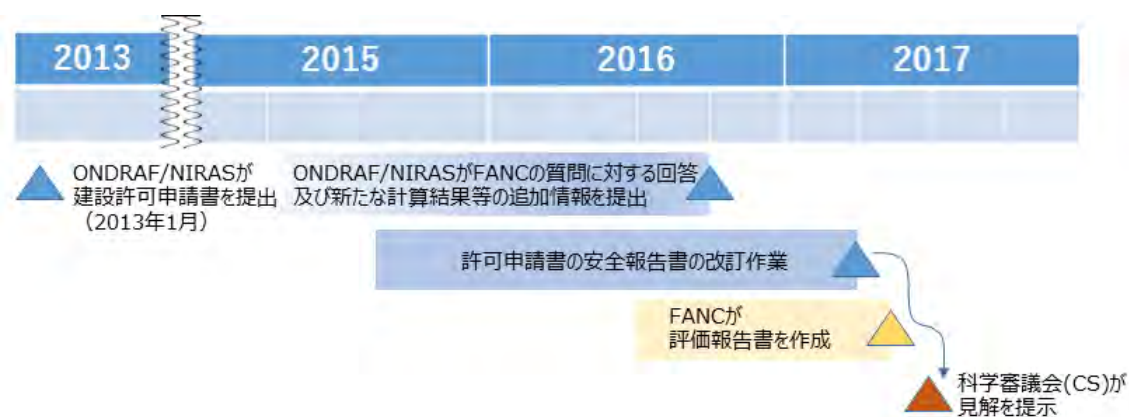 2013 2015 2016 2017
ONDRAF/NIRASが
建設許可申請書を提出
(2013年1月)
ONDRAF/NIRASがFANCの質問に対する回答
及び新たな計算結果等の追加情報を提出
許可申請書の安全報告書の改訂作業
FANCが
評価報告書を作成
科学審議会(CS)が
見解を提示